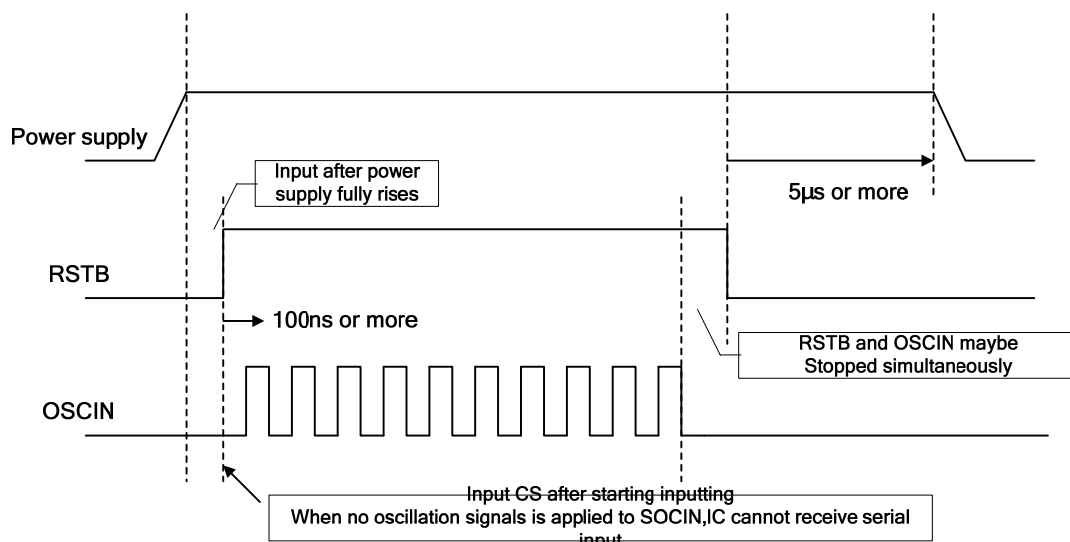 Power supply
Input after power
supply fully rises
5µs or more
RSTB
100ns or more
RSTB and OSCIN maybe
Stopped simultaneously
OSCIN
Input CS after starting inputting
When no oscillation signals is applied to SOCIN,IC cannot receive serial
input